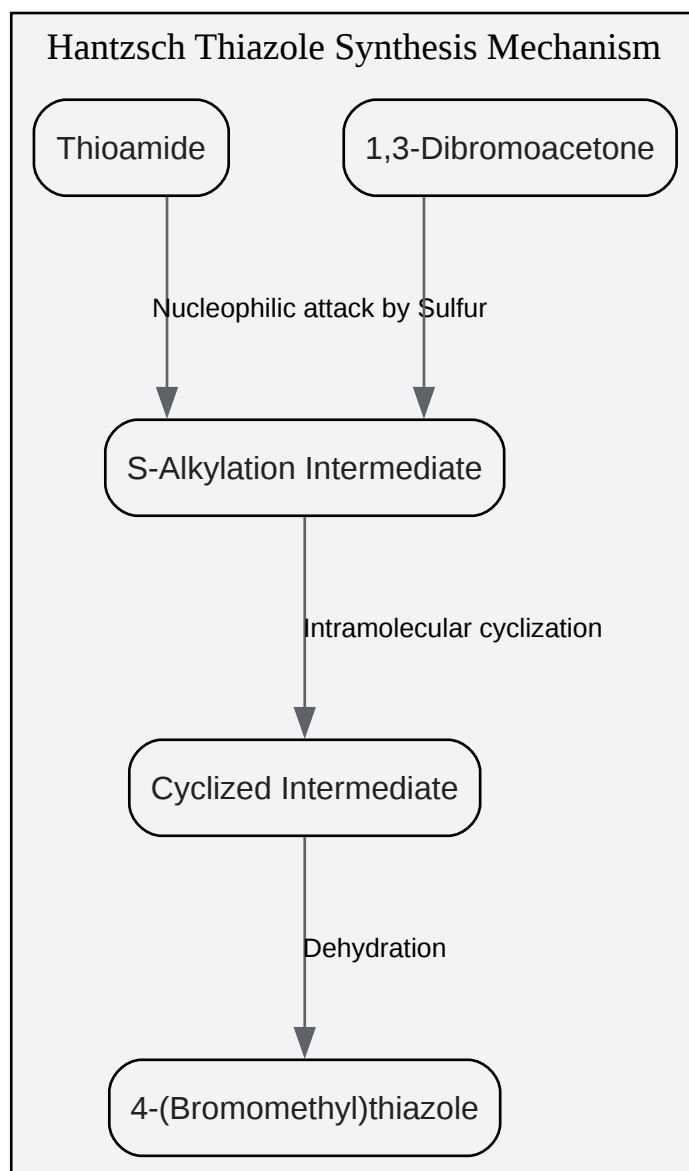 Hantzsch Thiazole Synthesis Mechanism
Thioamide
1,3-Dibromoacetone
Nucleophilic attack by Sulfur
S-Alkylation Intermediate
Intramolecular cyclization
Cyclized Intermediate
Dehydration
4-(Bromomethyl)thiazole